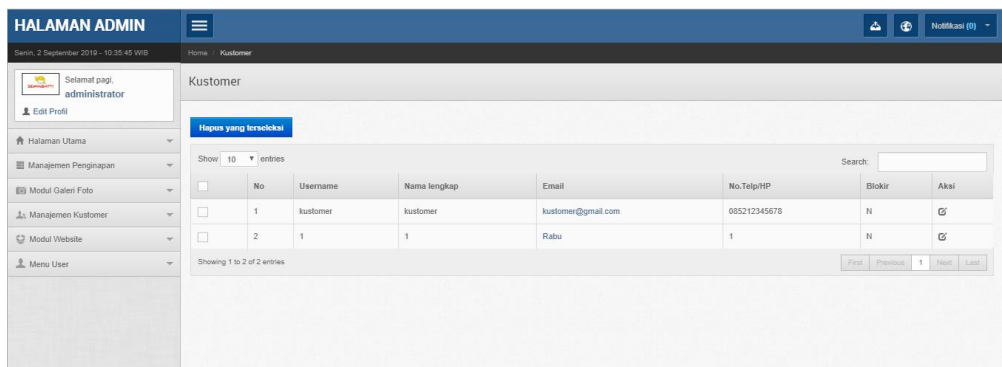 HALAMAN ADMIN
Notifikasi (0)
Senin, 2 September 2019 - 10:35:45 WIB
Home / Kustomer
Selamat pagi,
administrator
Edit Profil
Halaman Utama
Manajemen Penginapan
Modul Galeri Foto
Manajemen Kustomer
Modul Website
Menu User
Kustomer
Hapus yang terseleksi
Show 10 entries Search:
No Username Nama lengkap Email No.Telp/HP Blokir Aksi
1 kustomer kustomer kustomer@gmail.com 085212345678 N
2 1 1 Rabu 1 N
Showing 1 to 2 of 2 entries
First Previous 1 Next Last